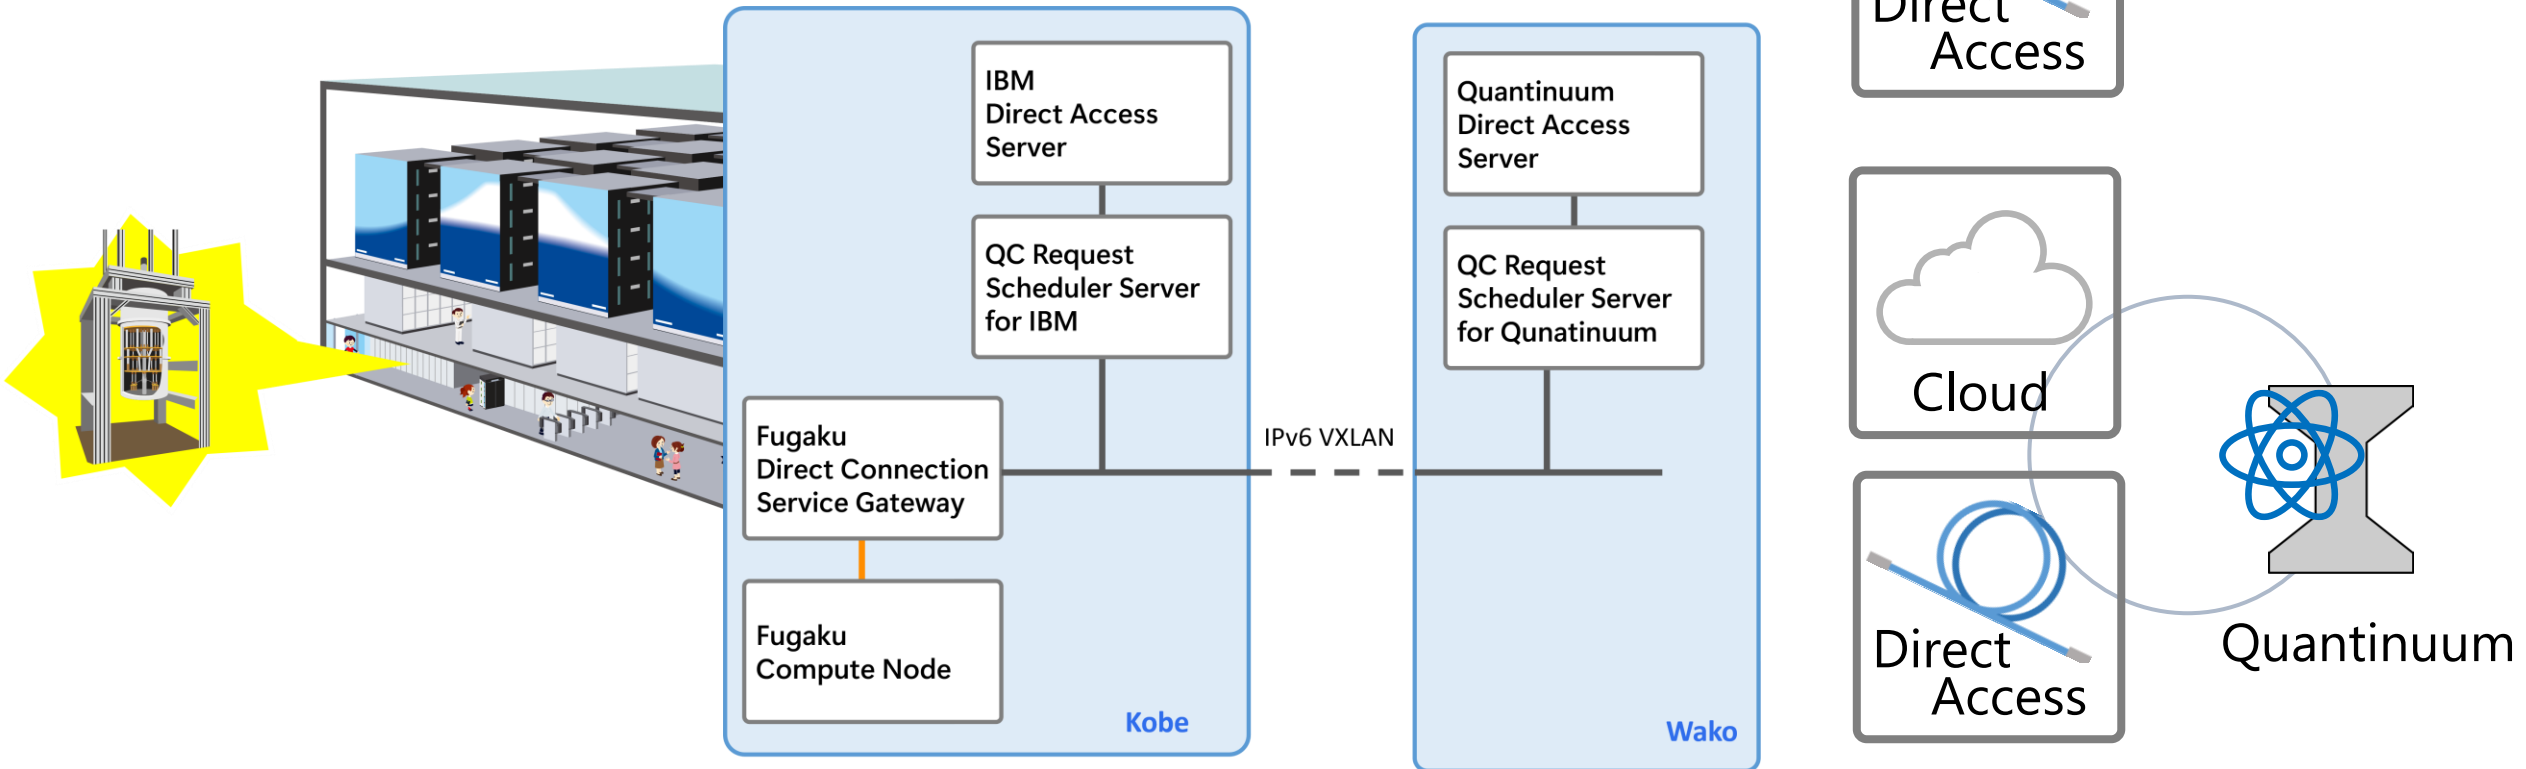 IBM
Direct Access
Server
QC Request
Scheduler Server
for IBM
Fugaku
Direct Connection
Service Gateway
Fugaku
Compute Node
Kobe
IPv6 VXLAN
Quantinuum
Direct Access
Server
QC Request
Scheduler Server
for Qunatinuum
Wako
Direct
Access
Cloud
Direct
Access
Quantinuum